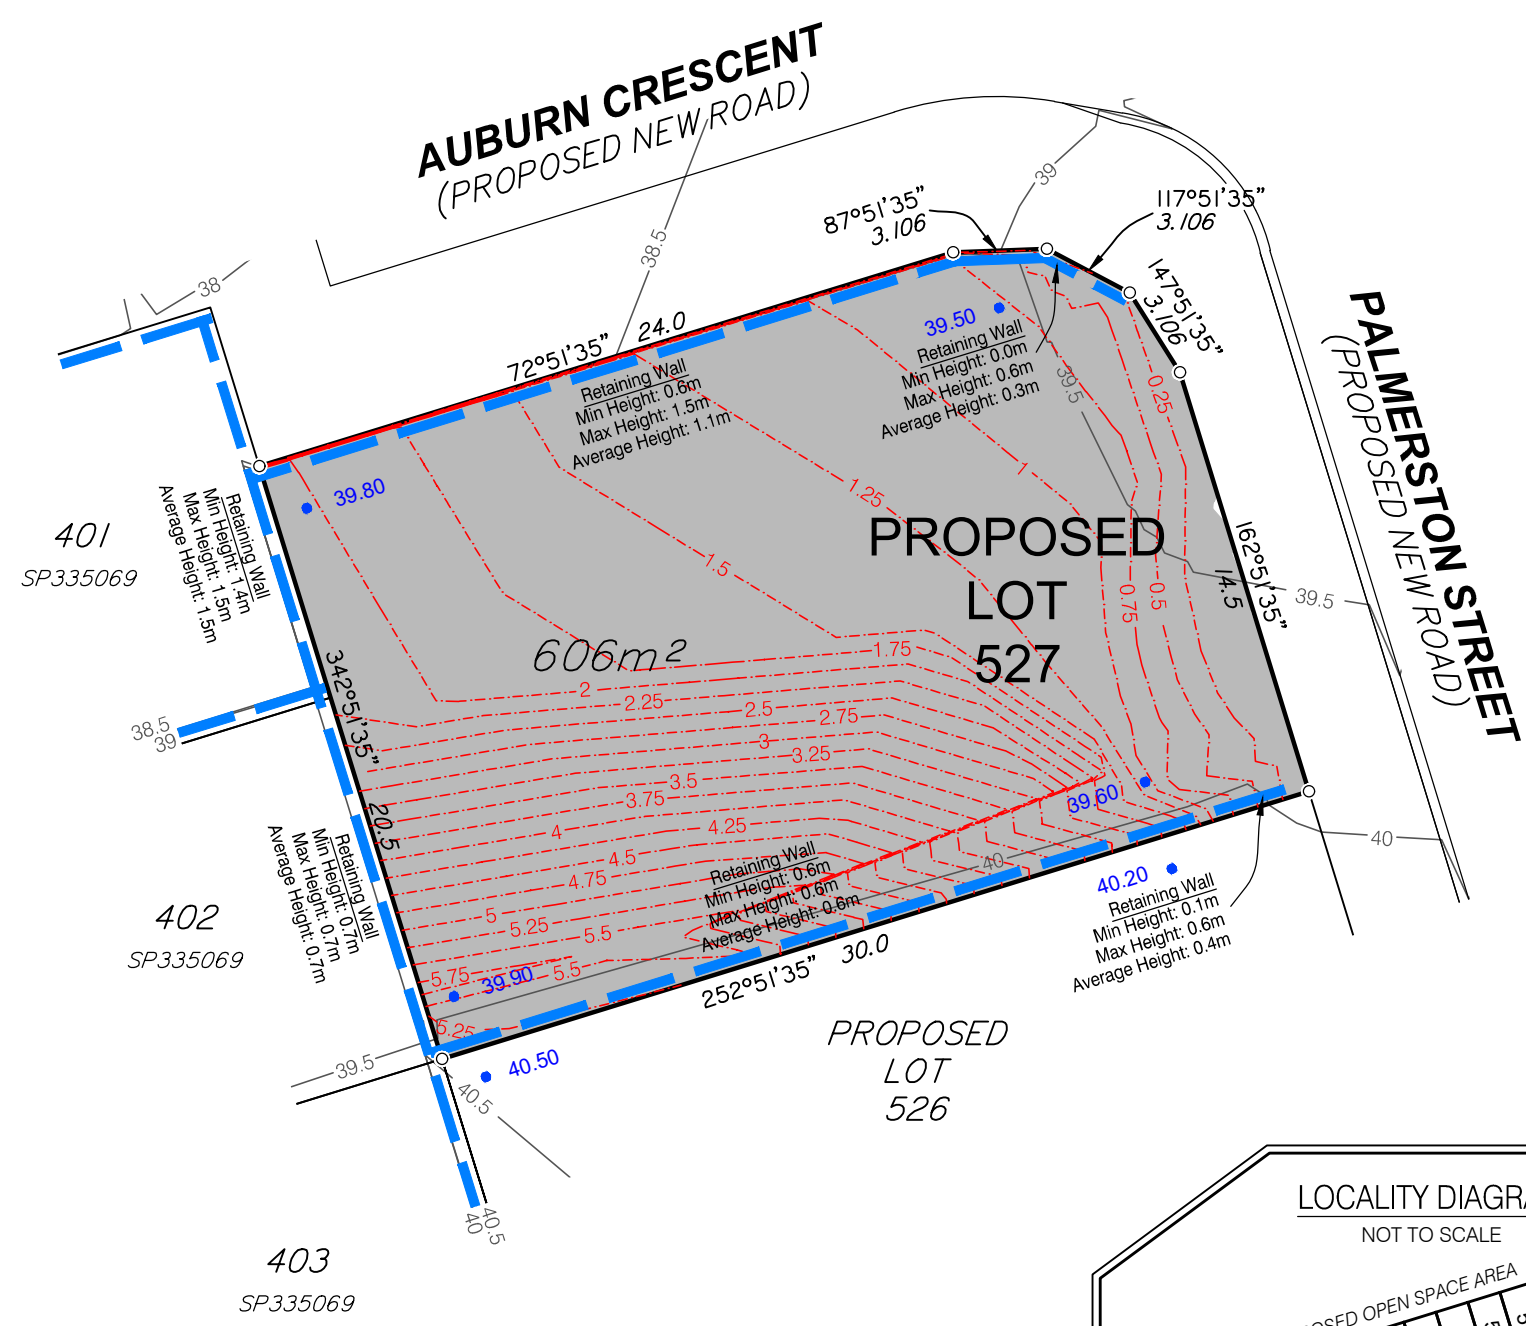 AUBURN CRESCENT
(PROPOSED NEW ROAD)
38.5
39
38
87°51'35"
3.106
117°51'35"
3.106
147°51'35"
3.106
PALMERSTON STREET
(PROPOSED NEW ROAD)
72°51'35"
24.0
39.50
Retaining Wall
Min Height: 0.0m
Max Height: 0.6m
Average Height: 0.3m
39.5
0.25
Retaining Wall
Min Height: 0.6m
Max Height: 1.5m
Average Height: 1.1m
39.80
1
1.25
1.5
401
SP335069
Retaining Wall
Min Height: 1.4m
Max Height: 1.5m
Average Height: 1.5m
PROPOSED
LOT
527
606m²
162°51'35"
14.5
39.5
0.75
0.5
1.75
2
2.25
2.5
2.75
3
3.25
3.5
3.75
4
4.25
4.5
4.75
5
5.25
5.5
5.75
5.5
5.25
342°51'35"
20.5
38.5
39
39.60
40
40
402
SP335069
Retaining Wall
Min Height: 0.7m
Max Height: 0.7m
Average Height: 0.7m
Retaining Wall
Min Height: 0.6m
Max Height: 0.6m
Average Height: 0.6m
40.20
Retaining Wall
Min Height: 0.1m
Max Height: 0.6m
Average Height: 0.4m
39.90
252°51'35"
30.0
39.5
40.50
40.5
PROPOSED
LOT
526
40
40.5
403
SP335069
LOCALITY DIAGRA
NOT TO SCALE
OSED OPEN SPACE AREA